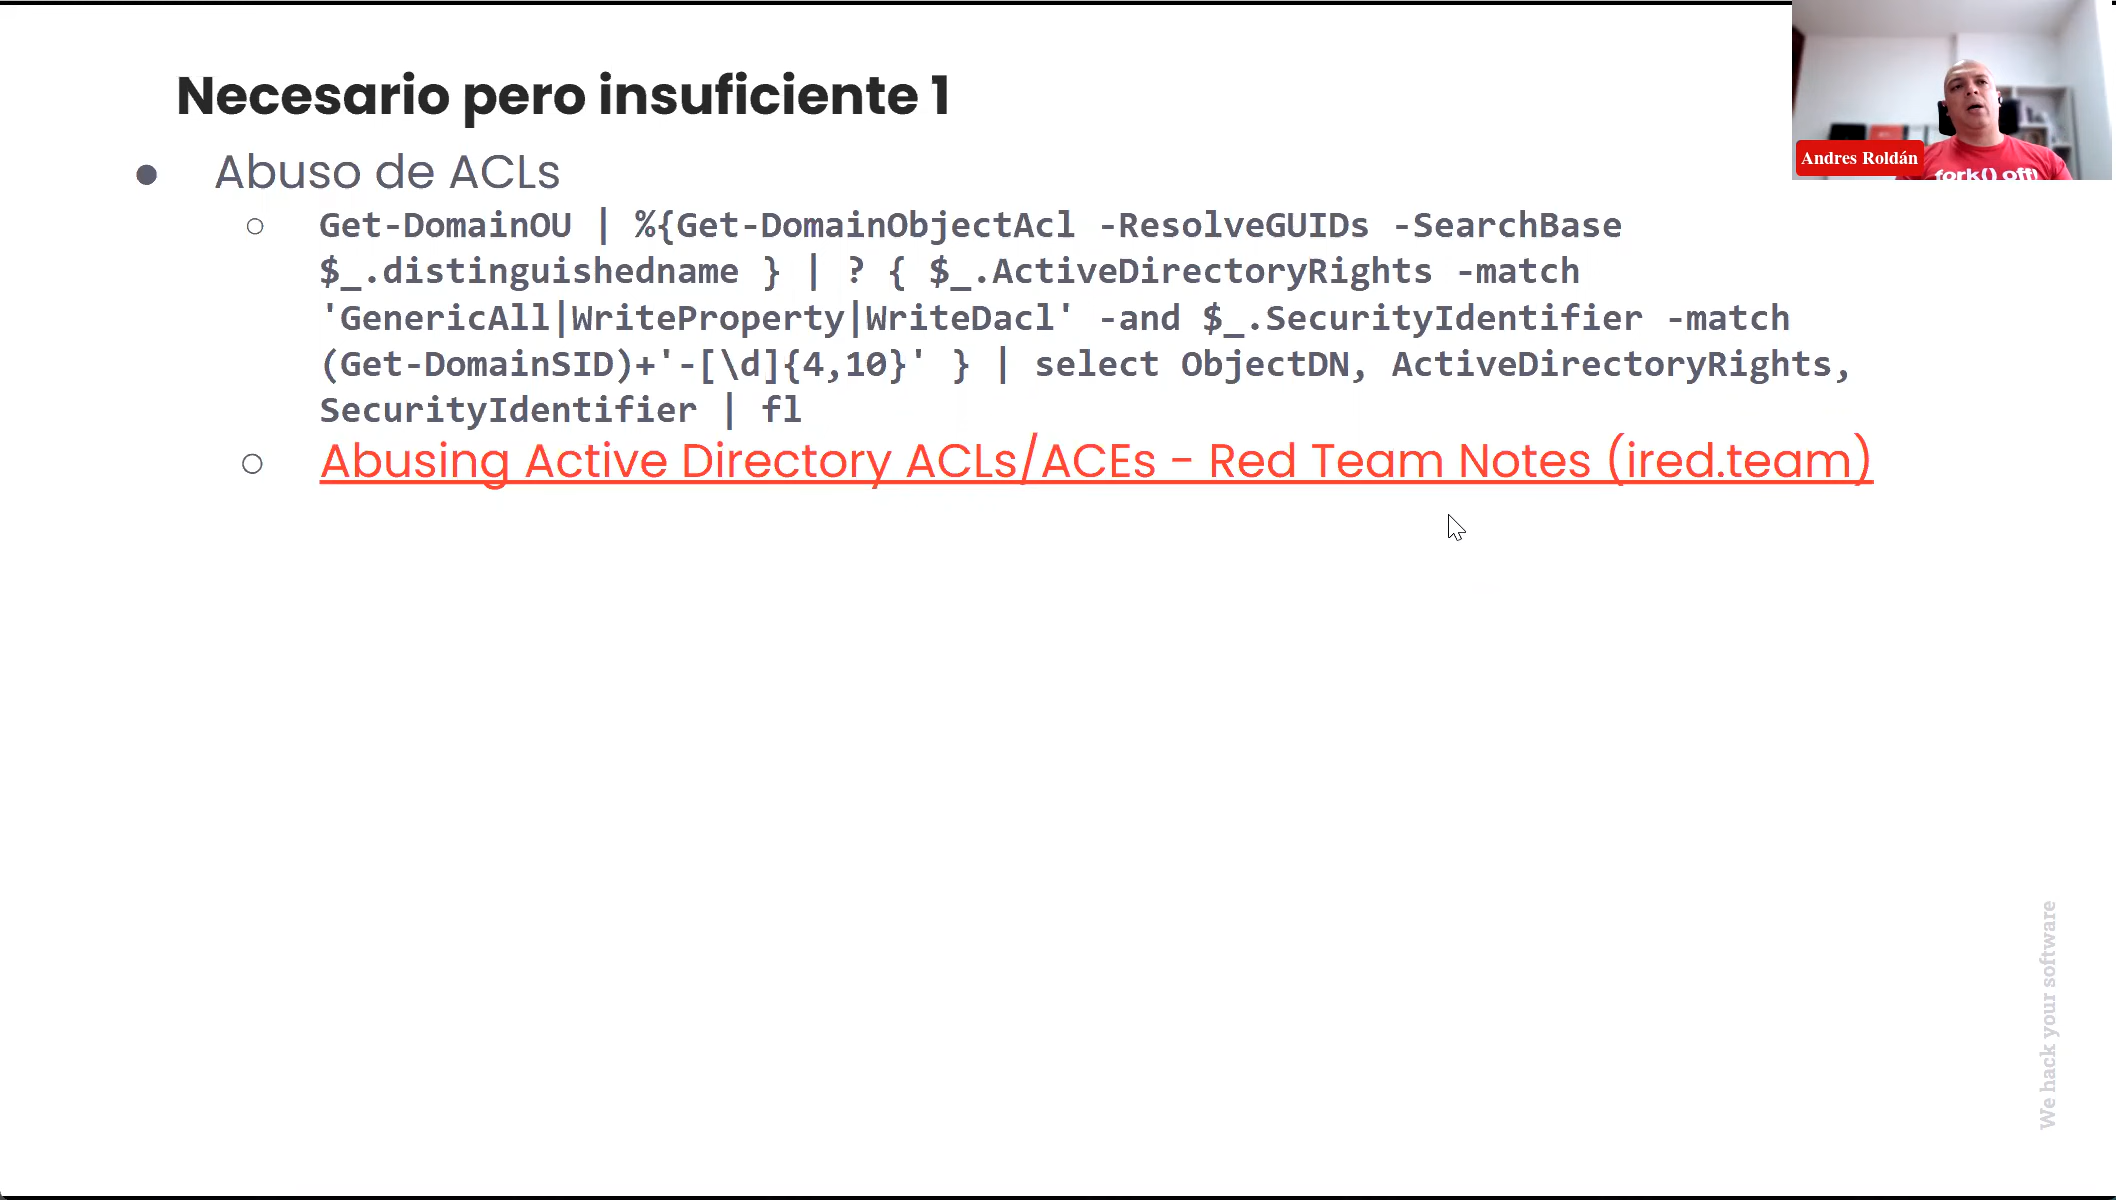 Necesario pero insuficiente 1
Abuso de ACLs
Get-DomainOU | %{Get-DomainObjectAcl -ResolveGUIDs -SearchBase
$_.distinguishedname } | ? { $_.ActiveDirectoryRights -match
'GenericAll|WriteProperty|WriteDacl' -and $_.SecurityIdentifier -match
(Get-DomainSID)+'-[\d]{4,10}' } | select ObjectDN, ActiveDirectoryRights,
SecurityIdentifier | fl
Abusing Active Directory ACLs/ACEs - Red Team Notes (ired.team)
Andres Roldán
fork() off!
We hack your software